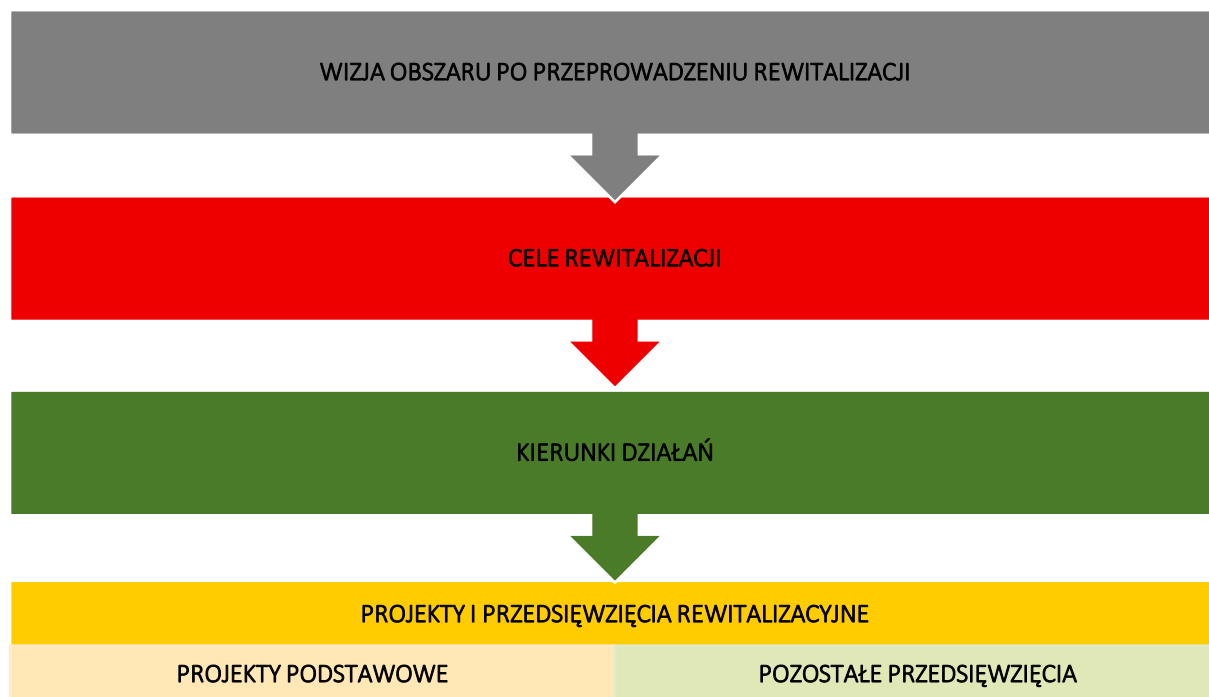 WIZJA OBSZARU PO PRZEPROWADZENIU REWITALIZACJI
CELE REWITALIZACJI
KIERUNKI DZIAŁAŃ
PROJEKTY I PRZEDSIĘWZIĘCIA REWITALIZACYJNE
PROJEKTY PODSTAWOWE
POZOSTAŁE PRZEDSIĘWZIĘCIA